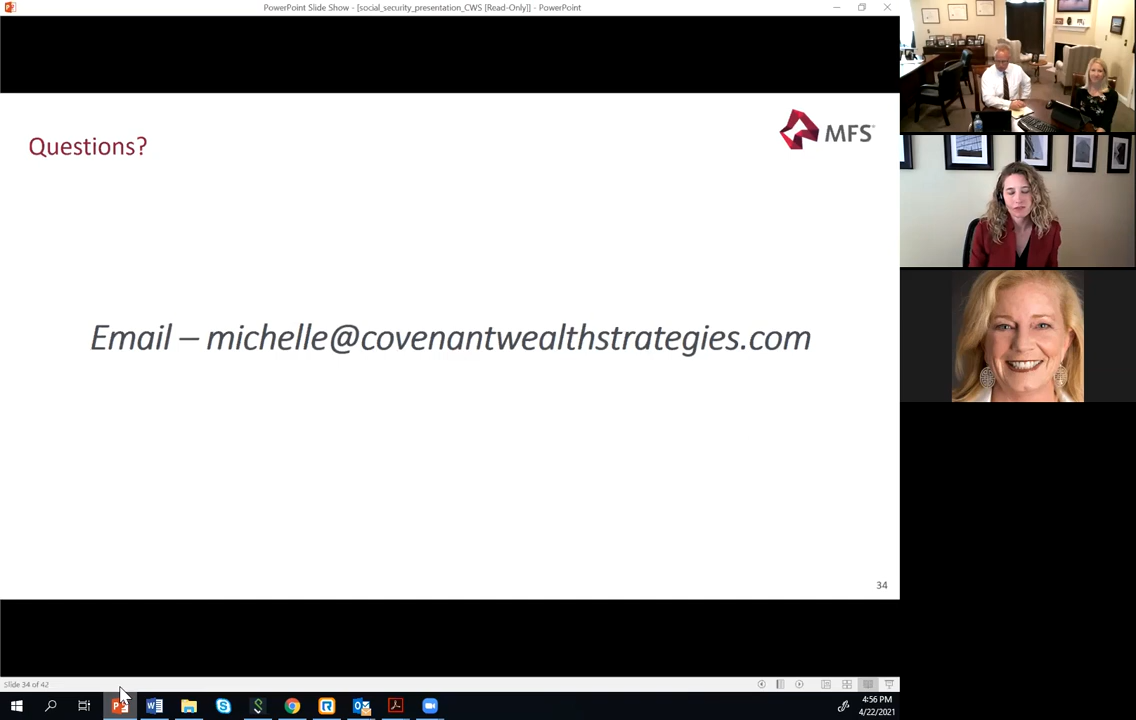 PowerPoint Slide Show - [social_security_presentation_CWS [Read-Only]] - PowerPoint
MFS®
Questions?
Email – michelle@covenantwealthstrategies.com
34
Slide 34 of 42
4:56 PM
4/22/2021